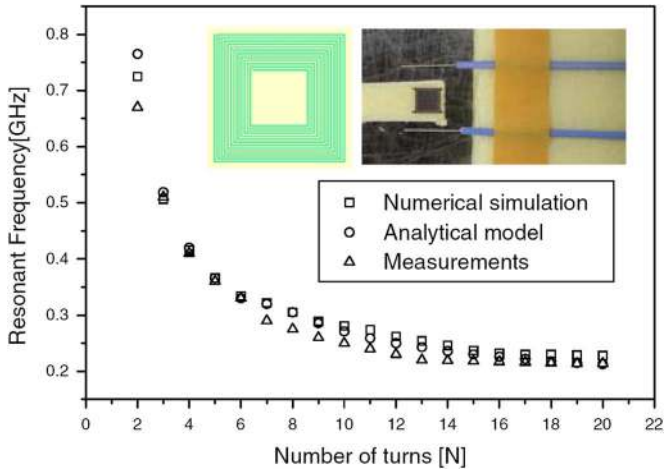 0.8
0.7
0.6
0.5
0.4
0.3
0.2
Resonant Frequency[GHz]
Numerical simulation
Analytical model
Measurements
0 2 4 6 8 10 12 14 16 18 20 22
Number of turns [N]